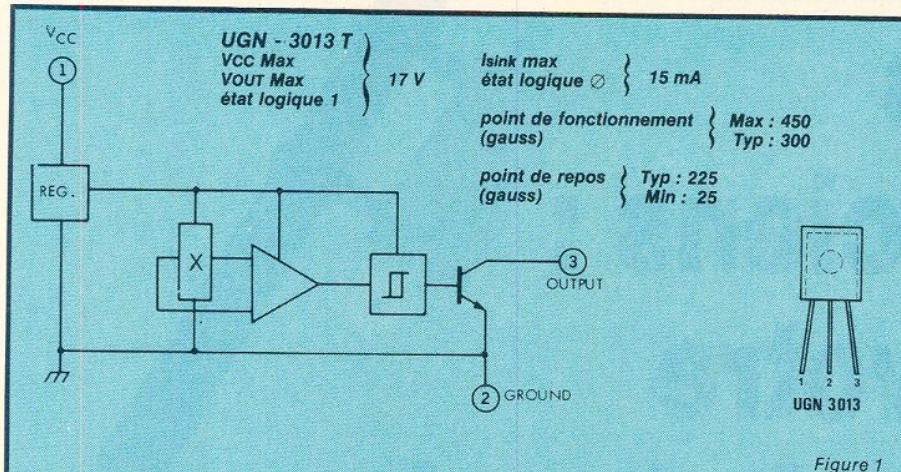 VCC
1
UGN - 3013 T
VCC Max
VOUT Max
état logique 1
17 V
Isink max
état logique ∅
15 mA
point de fonctionnement
(gauss)
Max : 450
Typ : 300
point de repos
(gauss)
Typ : 225
Min : 25
REG.
X
3
OUTPUT
2
GROUND
1 2 3
UGN 3013
Figure 1